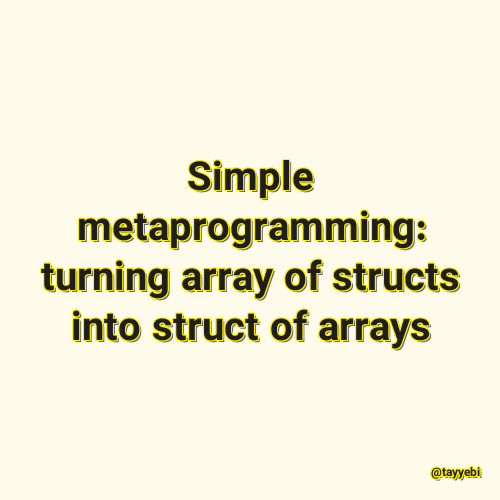 Simple
metaprogramming:
turning array of structs
into struct of arrays
@tayyebi